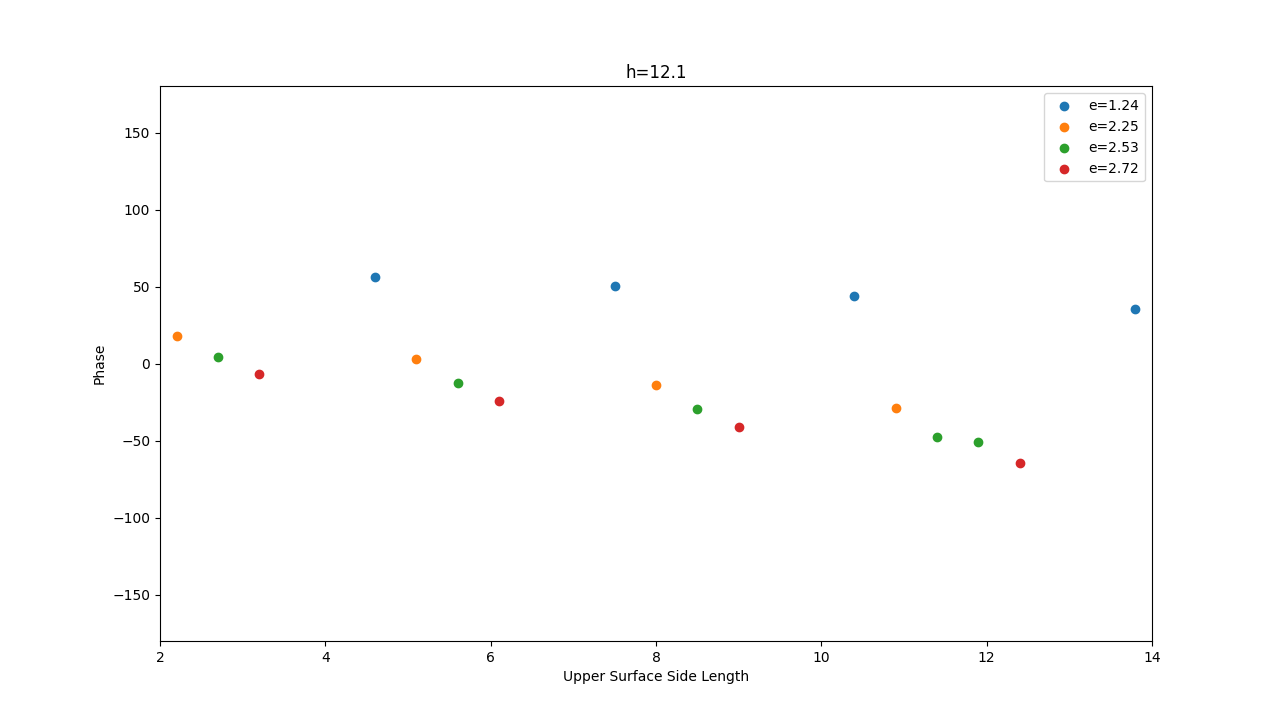 h=12.1
e=1.24
e=2.25
e=2.53
e=2.72
150
100
50
0
−50
−100
−150
Phase
2 4 6 8 10 12 14
Upper Surface Side Length